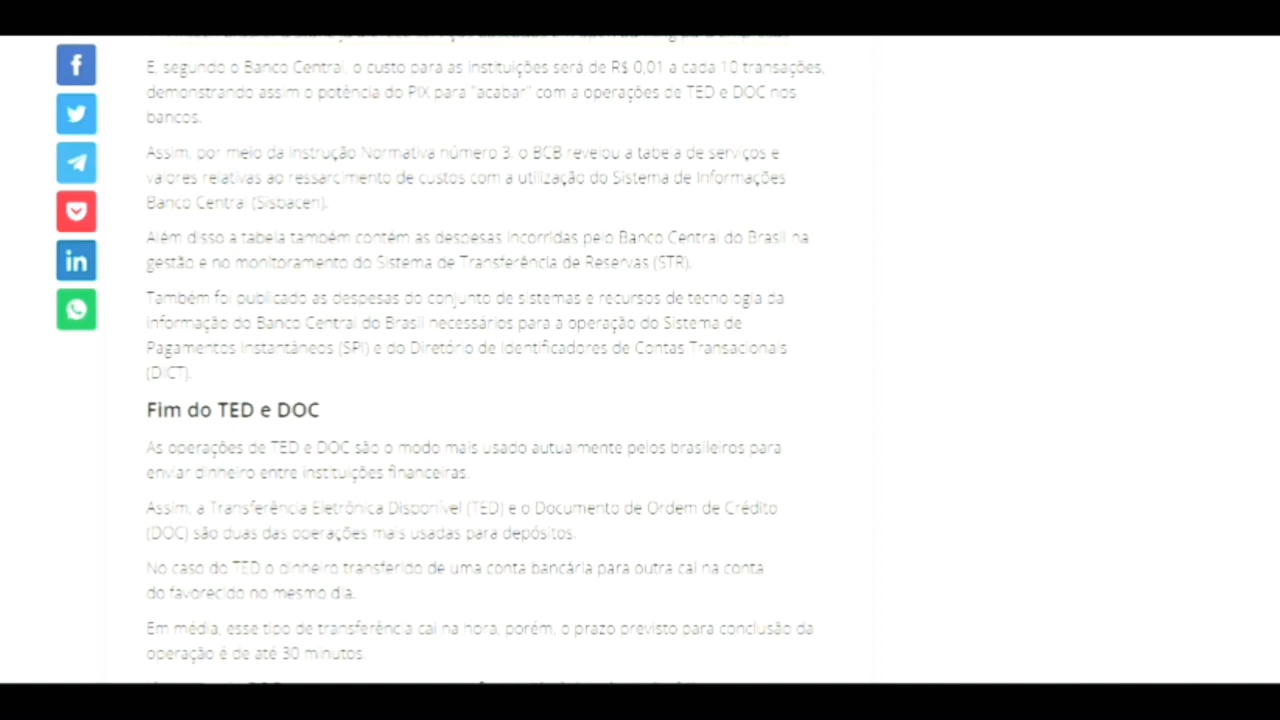 E, segundo o Banco Central, o custo para as instituições será de R$ 0,01 a cada 10 transações,
demonstrando assim o potência do PIX para "acabar" com a operações de TED e DOC nos
bancos.
Assim, por meio da Instrução Normativa número 3, o BCB revelou a tabela de serviços e
valores relativas ao ressarcimento de custos com a utilização do Sistema de Informações
Banco Central (Sisbacen).
Além disso a tabela também contém as despesas incorridas pelo Banco Central do Brasil na
gestão e no monitoramento do Sistema de Transferência de Reservas (STR).
Também foi publicado as despesas do conjunto de sistemas e recursos de tecnologia da
informação do Banco Central do Brasil necessários para a operação do Sistema de
Pagamentos Instantâneos (SPI) e do Diretório de Identificadores de Contas Transacionais
(DICT).
Fim do TED e DOC
As operações de TED e DOC são o modo mais usado autualmente pelos brasileiros para
enviar dinheiro entre instituições financeiras.
Assim, a Transferência Eletrônica Disponível (TED) e o Documento de Ordem de Crédito
(DOC) são duas das operações mais usadas para depósitos.
No caso do TED o dinheiro transferido de uma conta bancária para outra cai na conta
do favorecido no mesmo dia.
Em média, esse tipo de transferência cai na hora, porém, o prazo previsto para conclusão da
operação é de até 30 minutos.